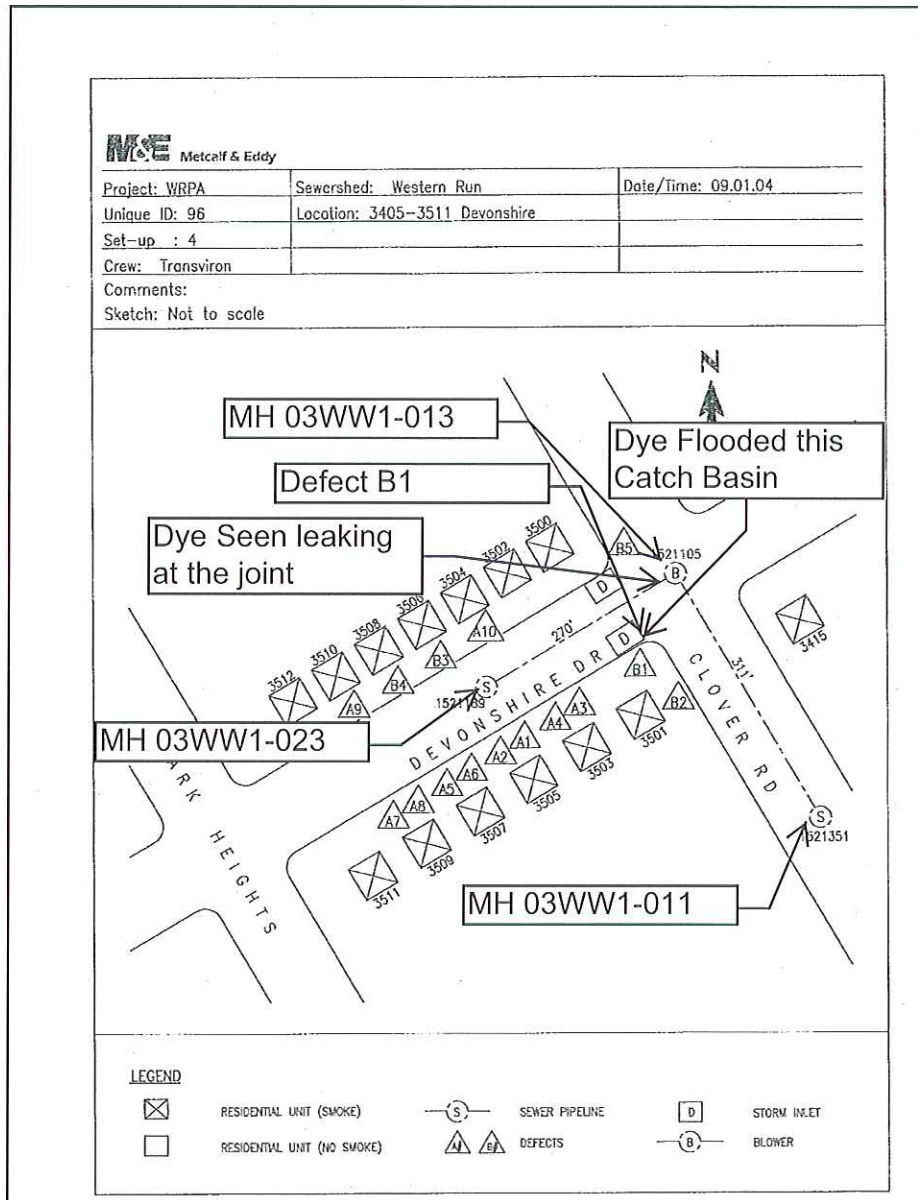 M&E Metcalf & Eddy
Project: WRPA
Sewershed: Western Run
Date/Time: 09.01.04
Unique ID: 96
Location: 3405-3511 Devonshire
Set-up : 4
Crew: Transviron
Comments:
Sketch: Not to scale
N
MH 03WW1-013
Dye Flooded this
Catch Basin
Defect B1
Dye Seen leaking
at the joint
3500
3502
3504
3506
3508
3510
3512
B5
1521105
B
D
270'
D
3415
A10
B3
B4
A9
S
B1
B2
311'
MH 03WW1-023
DEVONSHIRE DR
CLOVER RD
A3
A4
A1
A2
A6
A5
A8
A7
3501
3503
3505
3507
3509
3511
S
1521351
ARK HEIGHTS
MH 03WW1-011
LEGEND
RESIDENTIAL UNIT (SMOKE)
S SEWER PIPELINE
D STORM INLET
RESIDENTIAL UNIT (NO SMOKE)
DEFECTS
B BLOWER